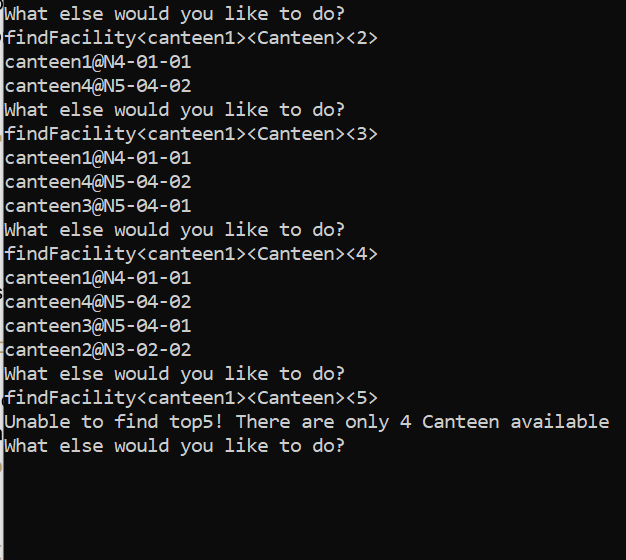 What else would you like to do?
findFacility<canteen1><Canteen><2>
canteen1@N4-01-01
canteen4@N5-04-02
What else would you like to do?
findFacility<canteen1><Canteen><3>
canteen1@N4-01-01
canteen4@N5-04-02
canteen3@N5-04-01
What else would you like to do?
findFacility<canteen1><Canteen><4>
canteen1@N4-01-01
canteen4@N5-04-02
canteen3@N5-04-01
canteen2@N3-02-02
What else would you like to do?
findFacility<canteen1><Canteen><5>
Unable to find top5! There are only 4 Canteen available
What else would you like to do?